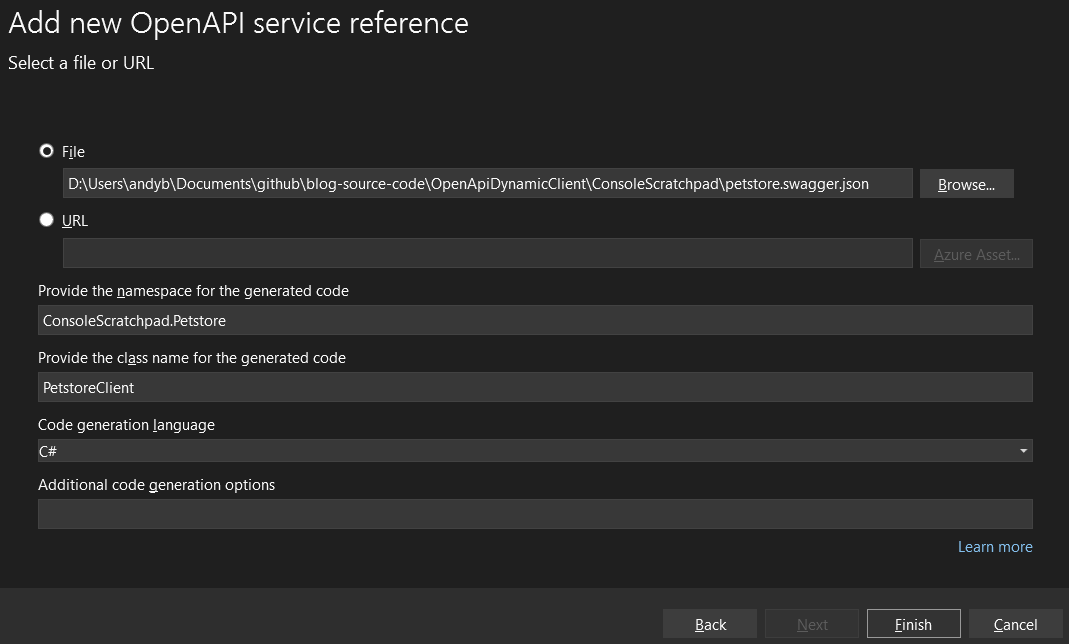 Add new OpenAPI service reference
Select a file or URL
File
D:\Users\andyb\Documents\github\blog-source-code\OpenApiDynamicClient\ConsoleScratchpad\petstore.swagger.json
Browse...
URL
Azure Asset...
Provide the namespace for the generated code
ConsoleScratchpad.Petstore
Provide the class name for the generated code
PetstoreClient
Code generation language
C#
Additional code generation options
Learn more
Back
Next
Finish
Cancel